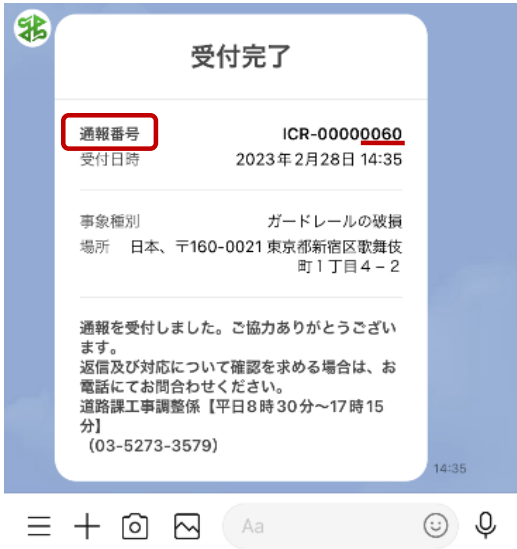 受付完了
通報番号 ICR-00000060
受付日時 2023年2月28日 14:35
事象種別 ガードレールの破損
場所 日本、〒160-0021 東京都新宿区歌舞伎
町1丁目4−2
通報を受付しました。ご協力ありがとうござい
ます。
返信及び対応について確認を求める場合は、お
電話にてお問合わせください。
道路課工事調整係【平日8時30分〜17時15
分】
（03-5273-3579）
14:35
Aa